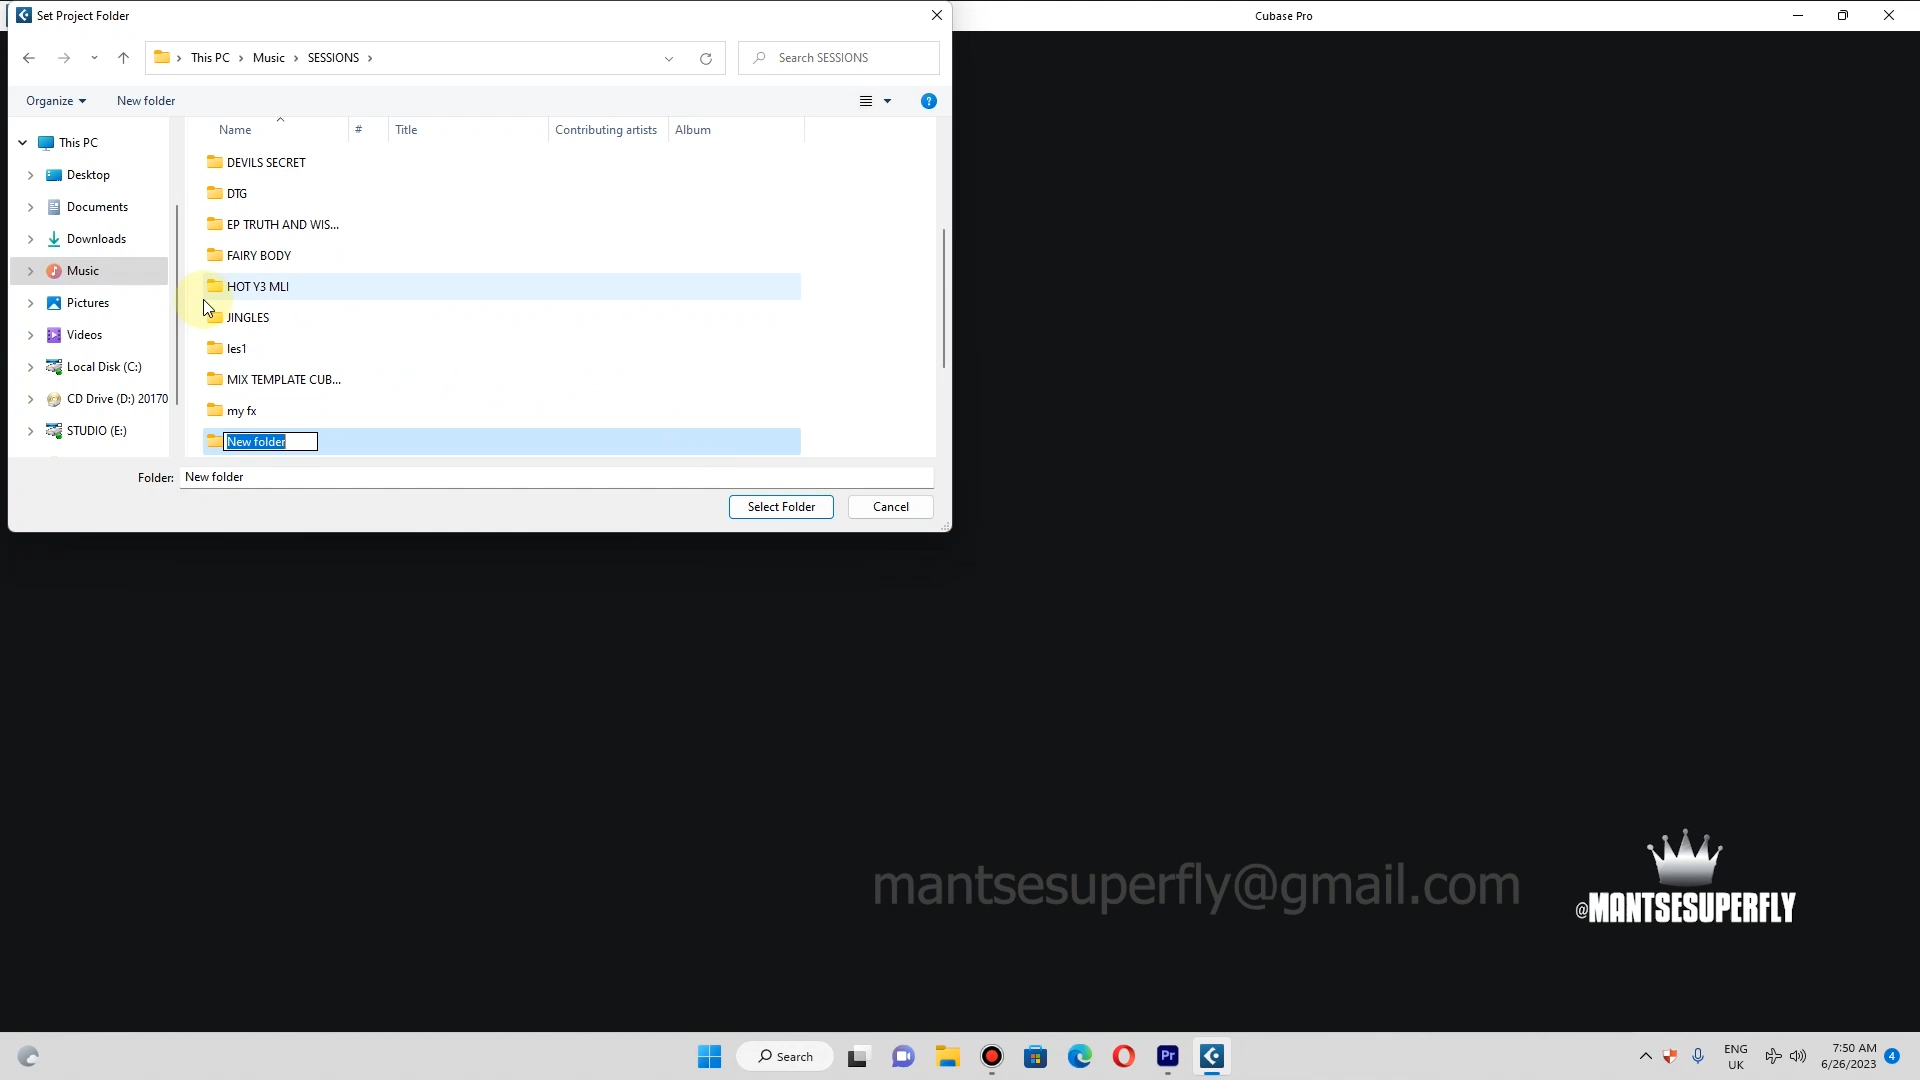 Set Project Folder
Cubase Pro
This PC > Music > SESSIONS >
Search SESSIONS
Organize
New folder
?
Name
#
Title
Contributing artists
Album
This PC
Desktop
Documents
Downloads
Music
Pictures
Videos
Local Disk (C:)
CD Drive (D:) 20170
STUDIO (E:)
DEVILS SECRET
DTG
EP TRUTH AND WIS...
FAIRY BODY
HOT Y3 MLI
JINGLES
les1
MIX TEMPLATE CUB...
my fx
New folder
Folder: New folder
Select Folder
Cancel
mantsesuperfly@gmail.com
@MANTSESUPERFLY
Search
Pr
ENG
UK
7:50 AM
6/26/2023
4